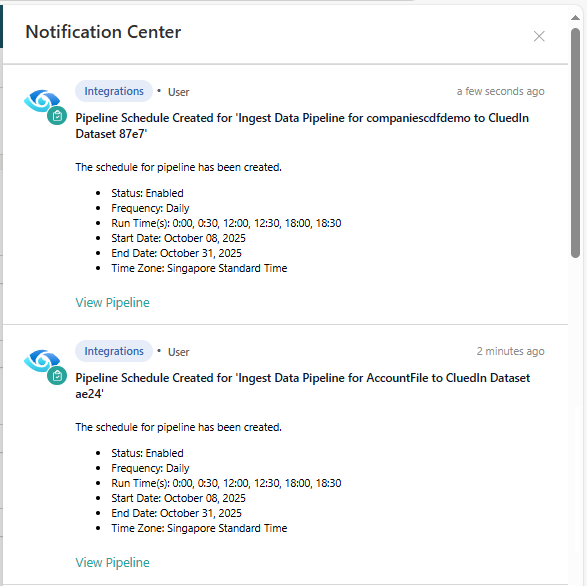 Notification Center
Integrations • User
a few seconds ago
Pipeline Schedule Created for 'Ingest Data Pipeline for companiescdfdemo to CluedIn
Dataset 87e7'
The schedule for pipeline has been created.
• Status: Enabled
• Frequency: Daily
• Run Time(s): 0:00, 0:30, 12:00, 12:30, 18:00, 18:30
• Start Date: October 08, 2025
• End Date: October 31, 2025
• Time Zone: Singapore Standard Time
View Pipeline
Integrations • User
2 minutes ago
Pipeline Schedule Created for 'Ingest Data Pipeline for AccountFile to CluedIn Dataset
ae24'
The schedule for pipeline has been created.
• Status: Enabled
• Frequency: Daily
• Run Time(s): 0:00, 0:30, 12:00, 12:30, 18:00, 18:30
• Start Date: October 08, 2025
• End Date: October 31, 2025
• Time Zone: Singapore Standard Time
View Pipeline